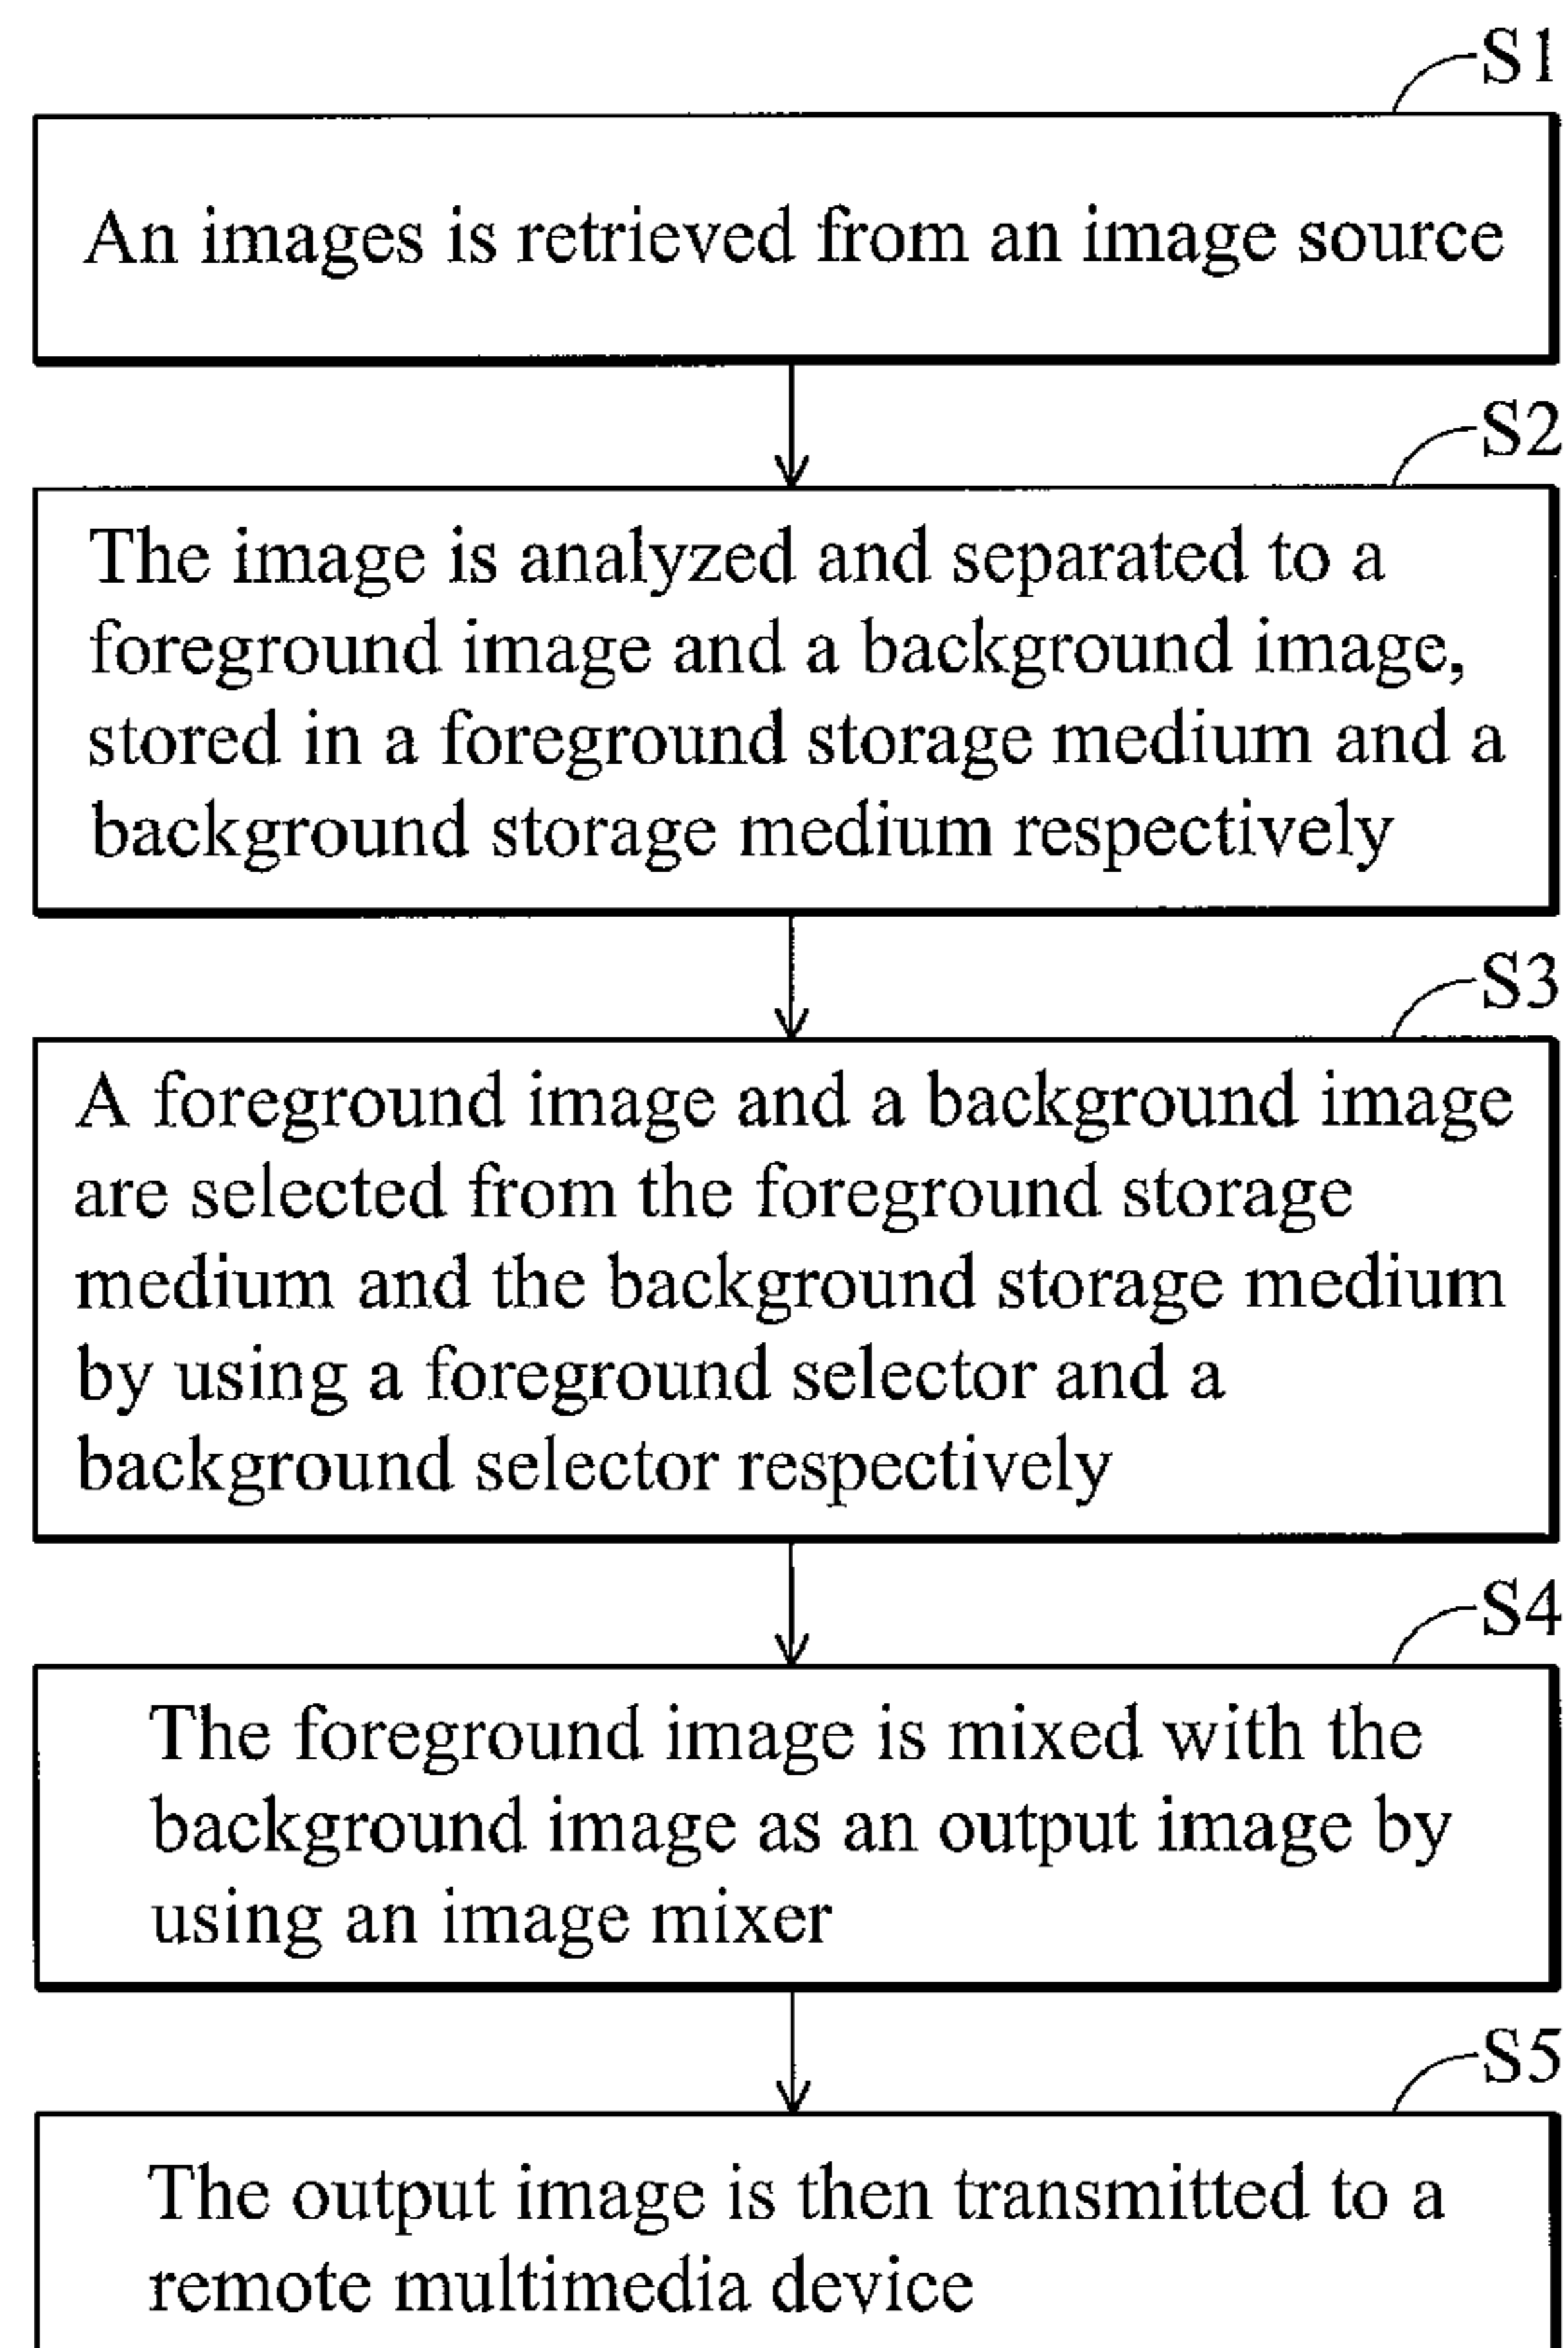 S1
An images is retrieved from an image source
S2
The image is analyzed and separated to a
foreground image and a background image,
stored in a foreground storage medium and a
background storage medium respectively
S3
A foreground image and a background image
are selected from the foreground storage
medium and the background storage medium
by using a foreground selector and a
background selector respectively
S4
The foreground image is mixed with the
background image as an output image by
using an image mixer
S5
The output image is then transmitted to a
remote multimedia device